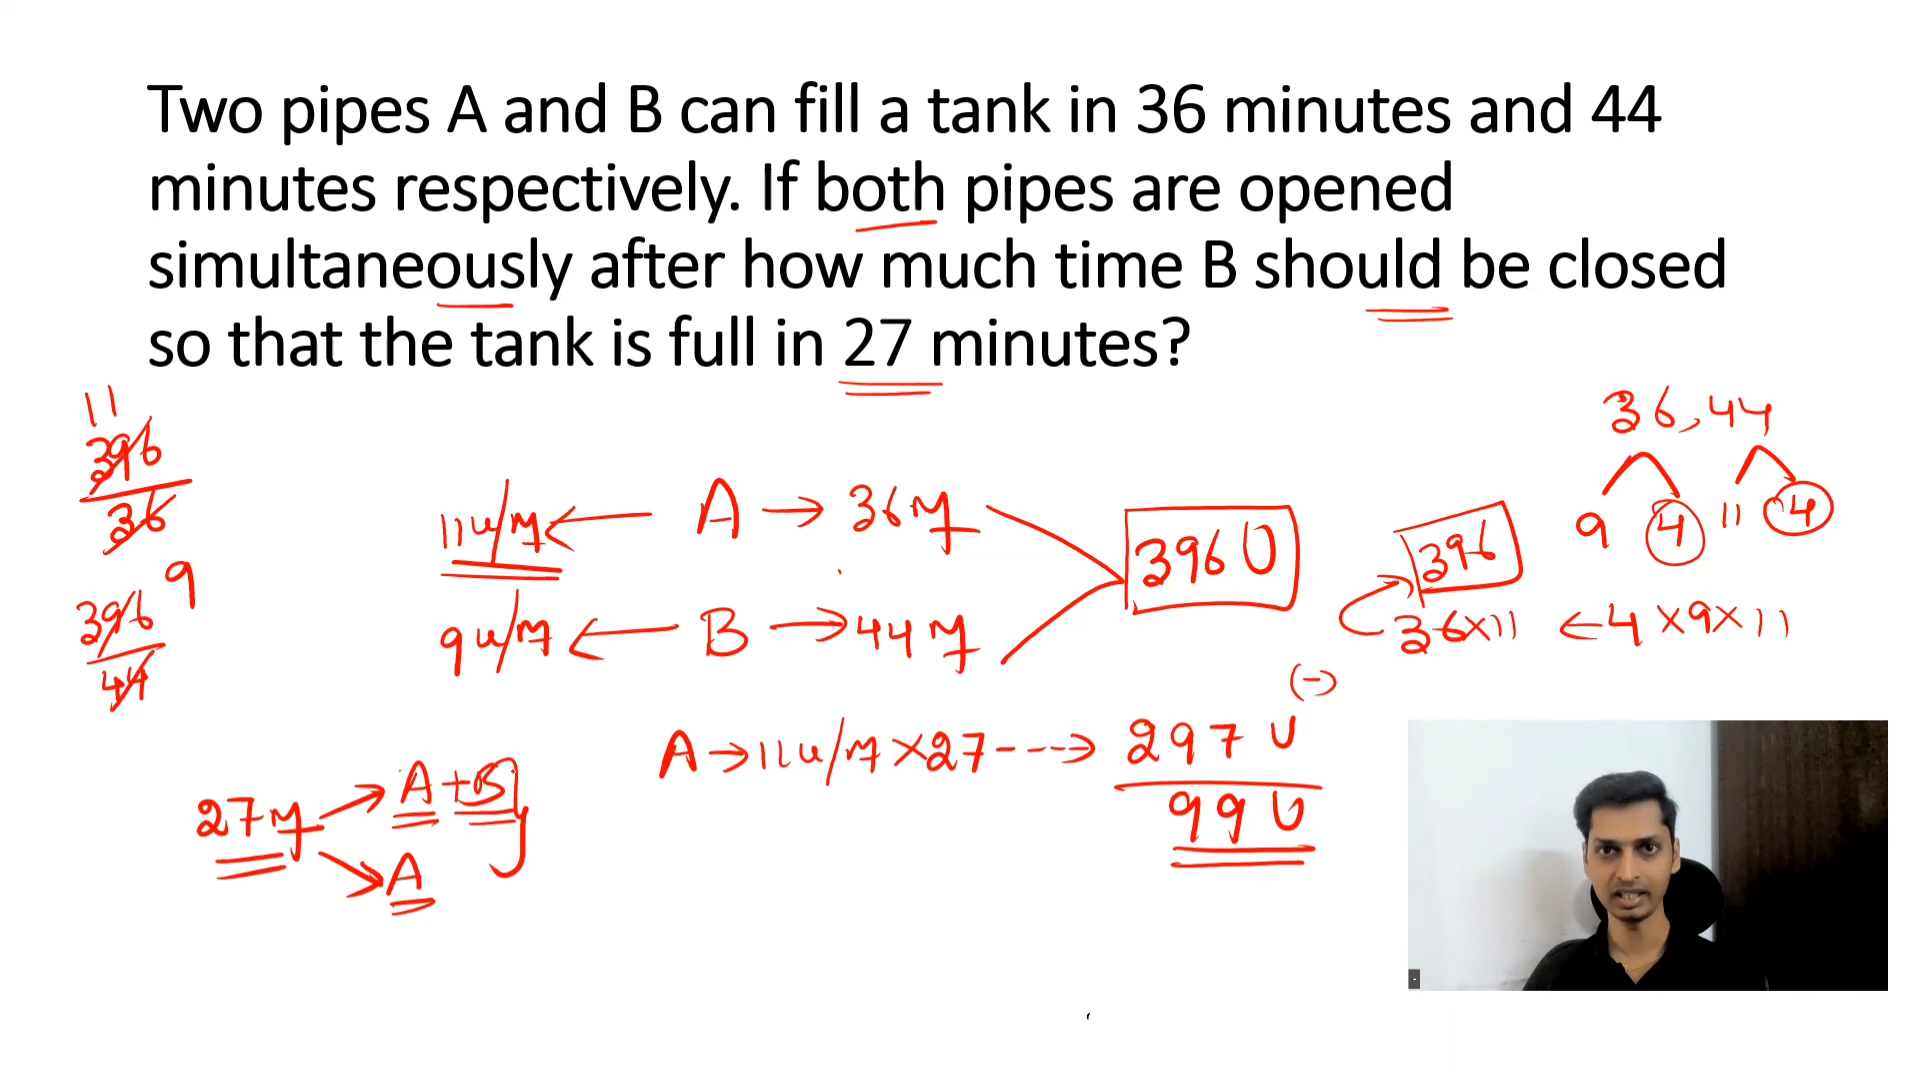 Two pipes A and B can fill a tank in 36 minutes and 44
minutes respectively. If both pipes are opened
simultaneously after how much time B should be closed
so that the tank is full in 27 minutes?
11
396
36
9
396
44
11u/M ← A → 36M
9u/M ← B → 44M
396 U
36, 44
9 4 11 4
396
36×11 ← 4×9×11
(-)
A → 11u/M × 27 ---> 297 U
99 U
27M → A+B
→ A